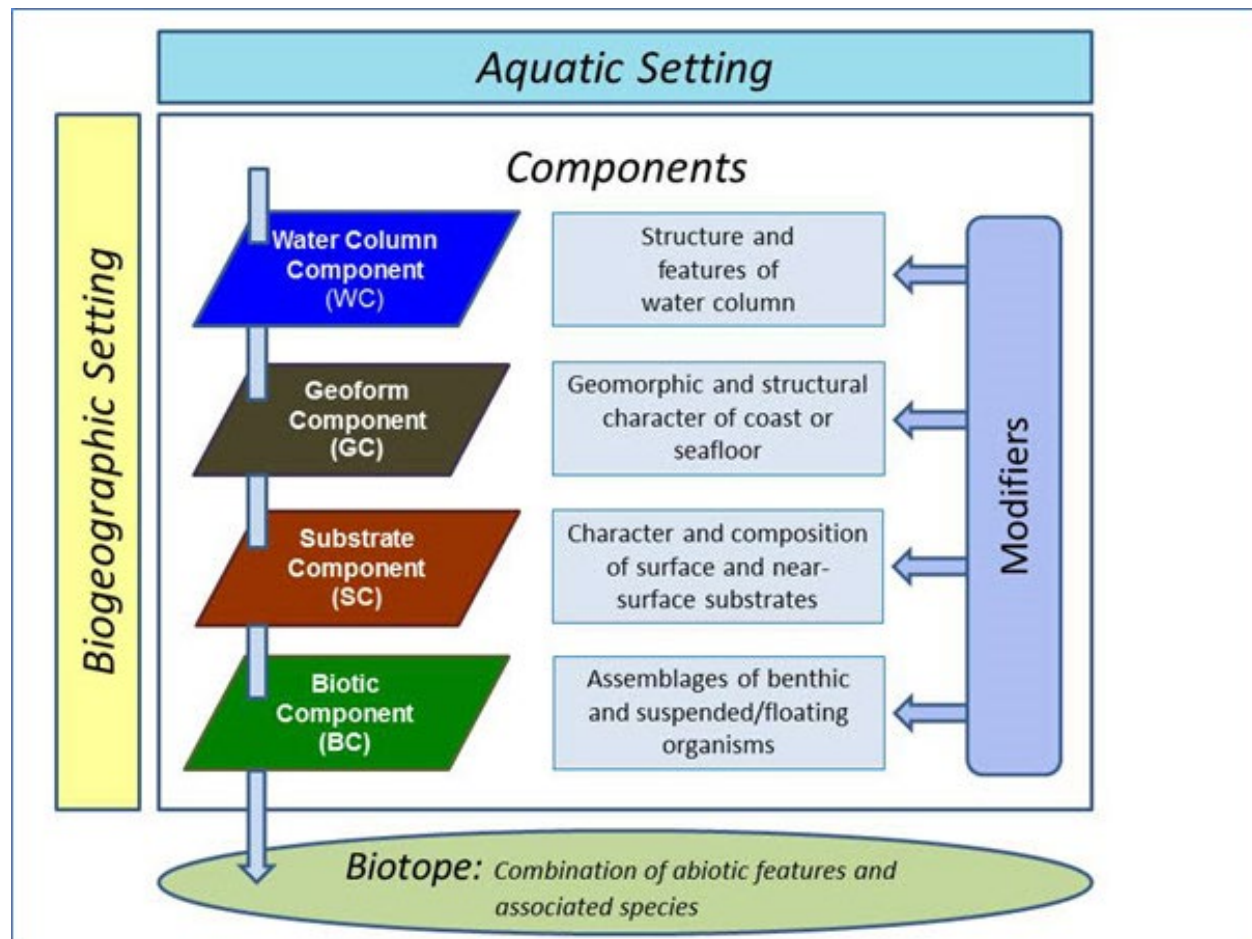 Aquatic Setting
Biogeographic Setting
Components
Water Column
Component
(WC)
Structure and
features of
water column
Geoform
Component
(GC)
Geomorphic and structural
character of coast or
seafloor
Substrate
Component
(SC)
Character and composition
of surface and near-
surface substrates
Biotic
Component
(BC)
Assemblages of benthic
and suspended/floating
organisms
Modifiers
Biotope: Combination of abiotic features and
associated species